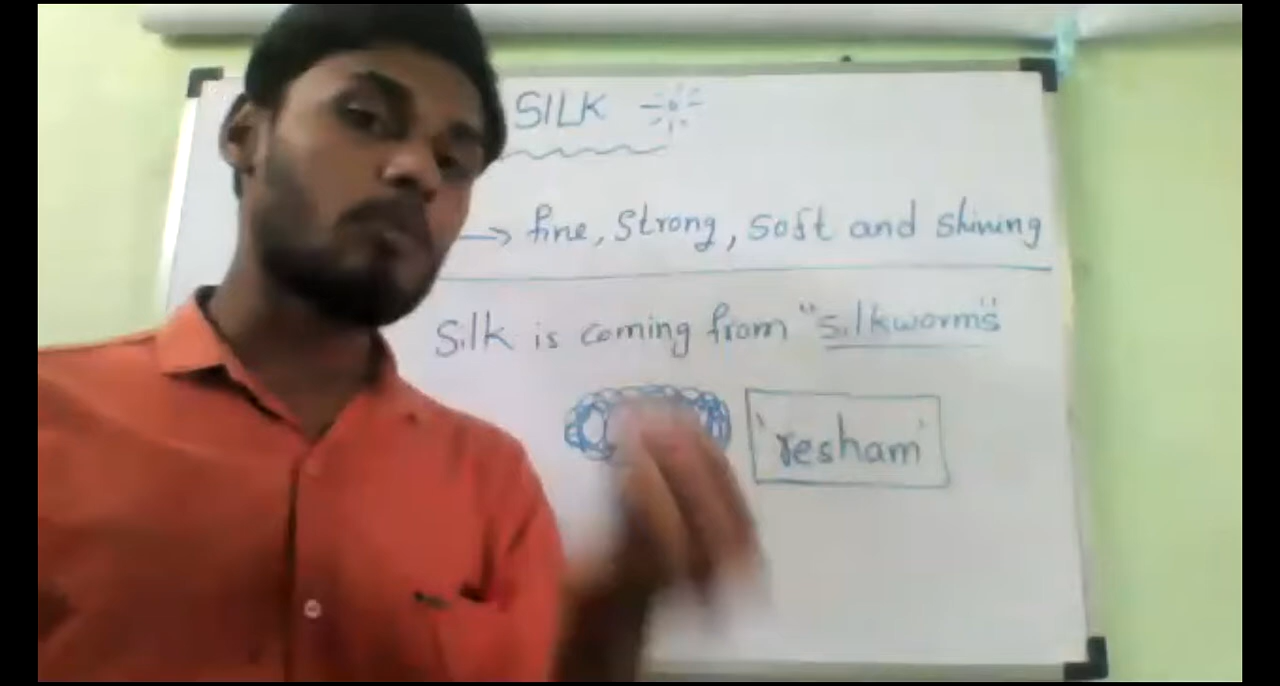 SILK
→ fine, strong, soft and shining
Silk is coming from "silkworms"
'resham'